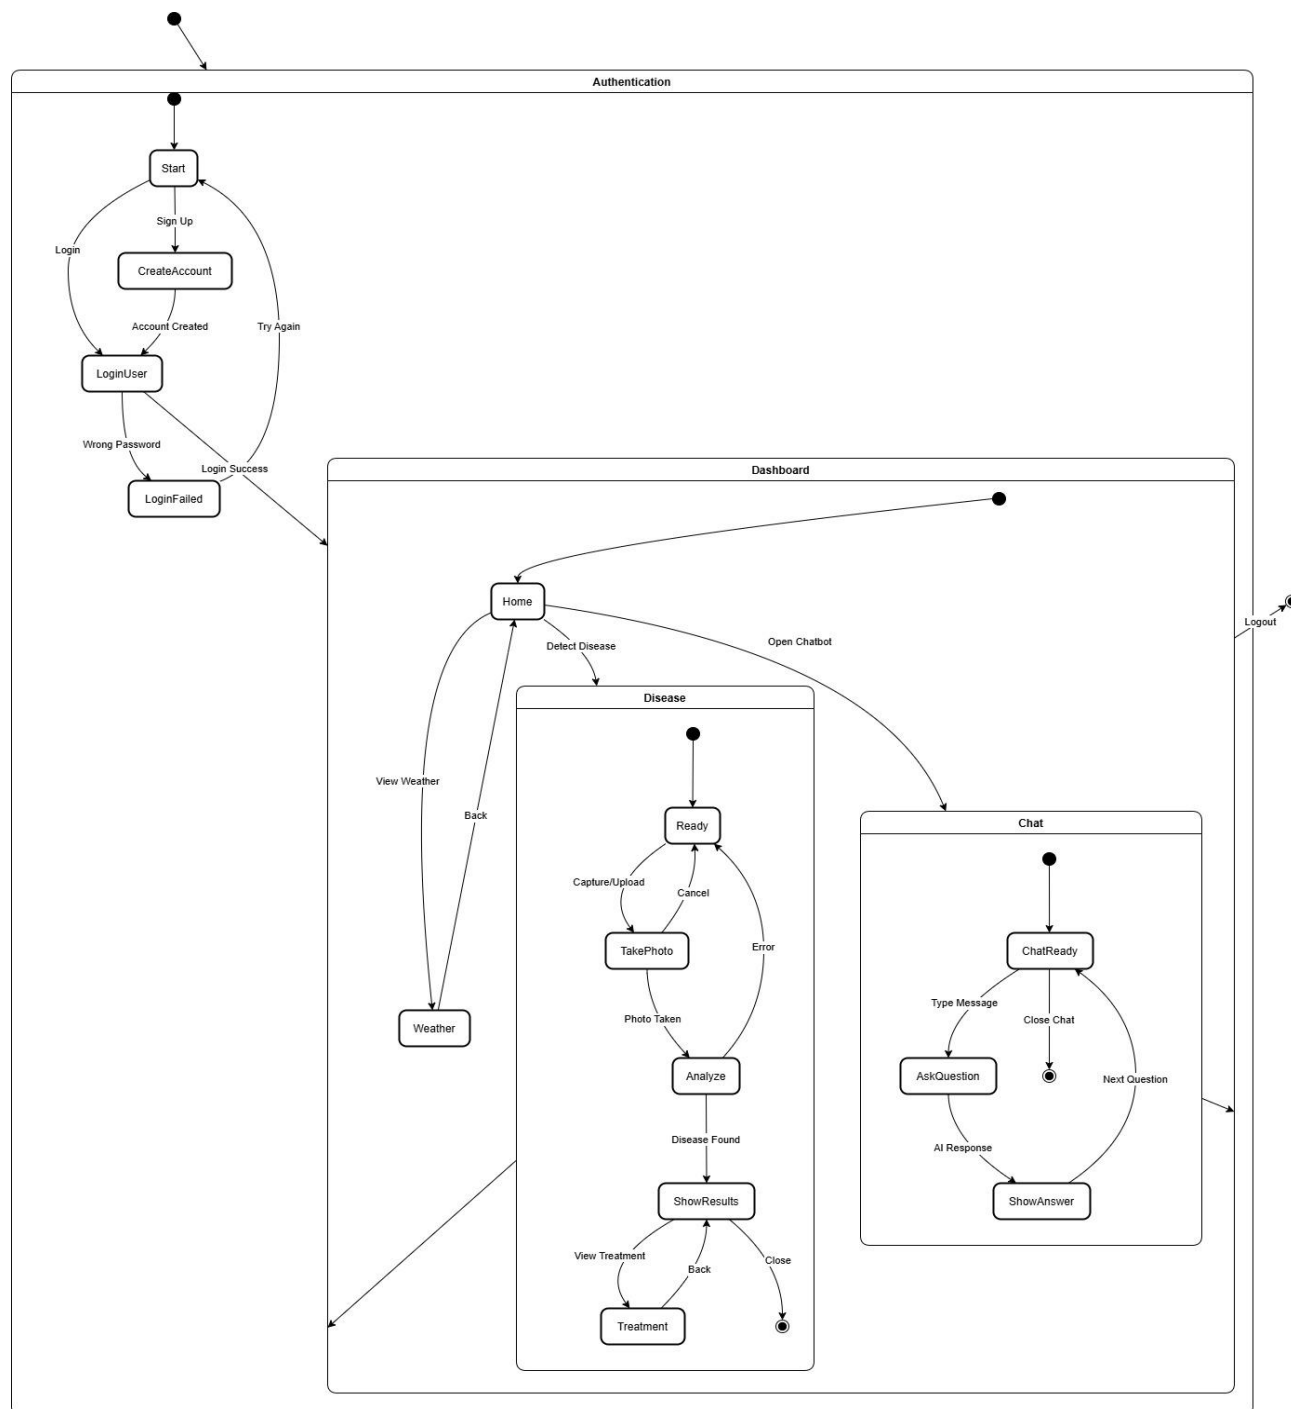 Authentication
Start
Sign Up
Login
CreateAccount
Account Created
Try Again
LoginUser
Wrong Password
Login Success
LoginFailed
Dashboard
Home
Logout
Detect Disease
Open Chatbot
Disease
View Weather
Back
Ready
Chat
Capture/Upload
Cancel
Error
TakePhoto
ChatReady
Type Message
Photo Taken
Close Chat
Weather
Analyze
AskQuestion
Next Question
Disease Found
AI Response
ShowResults
ShowAnswer
View Treatment
Close
Back
Treatment